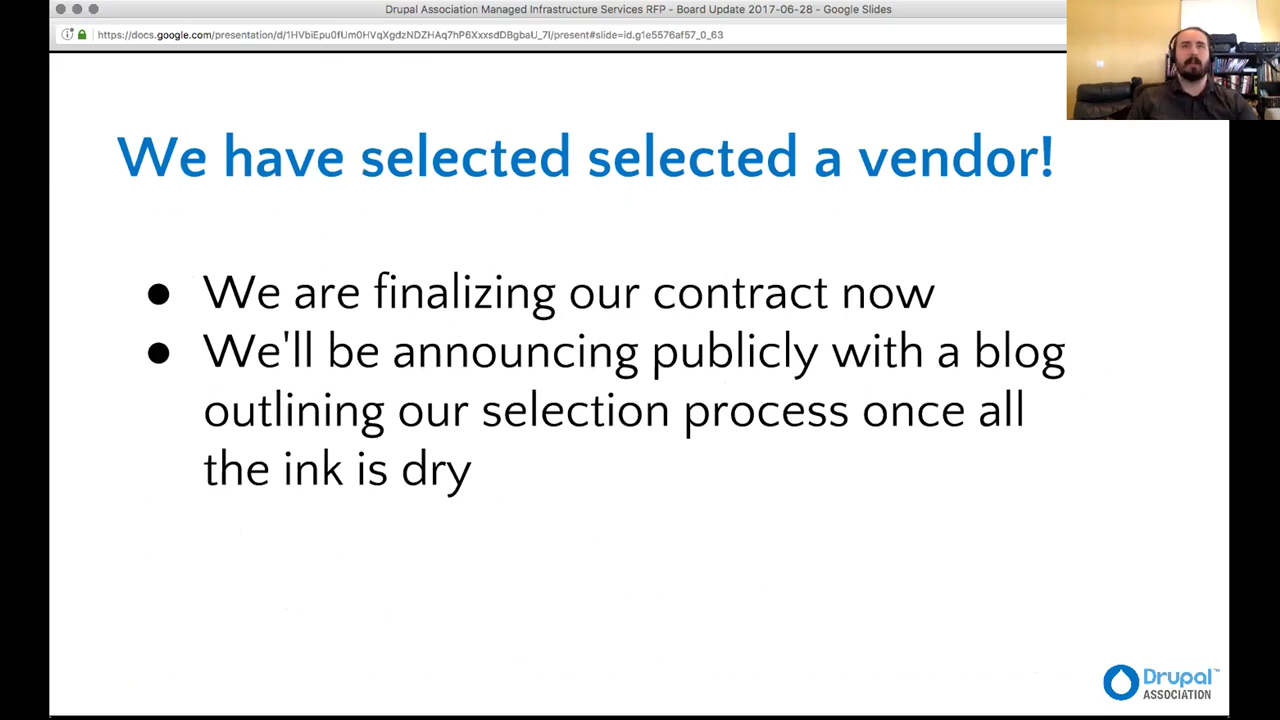 Drupal Association Managed Infrastructure Services RFP - Board Update 2017-06-28 - Google Slides
https://docs.google.com/presentation/d/1HVbiEpu0fUm0HVqXgdzNDZHAq7hP6XxxsdDBgbaU_7I/present#slide=id.g1e5576af57_0_63
We have selected selected a vendor!
● We are finalizing our contract now
● We'll be announcing publicly with a blog
outlining our selection process once all
the ink is dry
Drupal™
ASSOCIATION